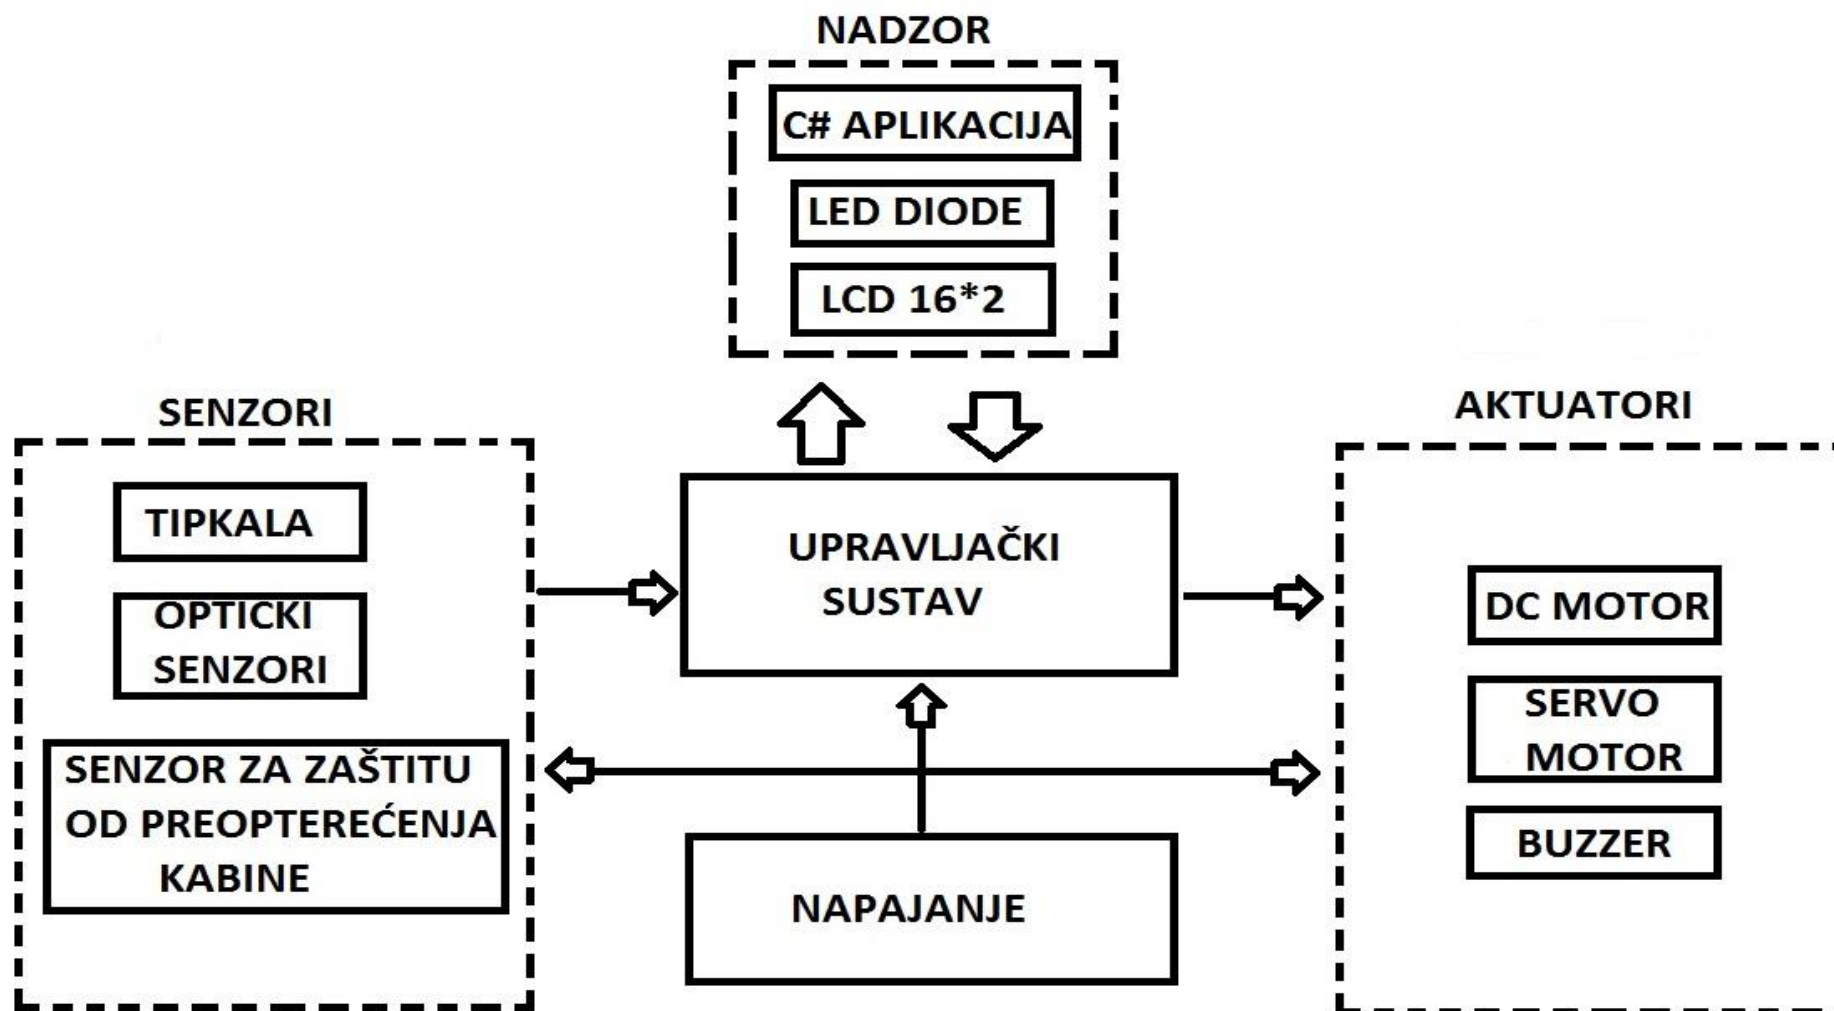 NADZOR
C# APLIKACIJA
LED DIODE
LCD 16*2
SENZORI
TIPKALA
OPTICKI
SENZORI
SENZOR ZA ZAŠTITU
OD PREOPTEREĆENJA
KABINE
UPRAVLJAČKI
SUSTAV
NAPAJANJE
AKTUATORI
DC MOTOR
SERVO
MOTOR
BUZZER